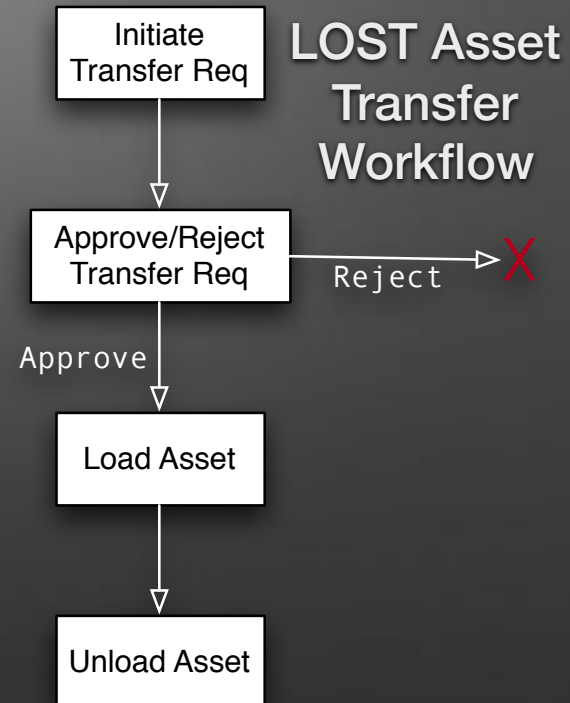 Initiate
Transfer Req
LOST Asset
Transfer
Workflow
Approve/Reject
Transfer Req
Reject
X
Approve
Load Asset
Unload Asset